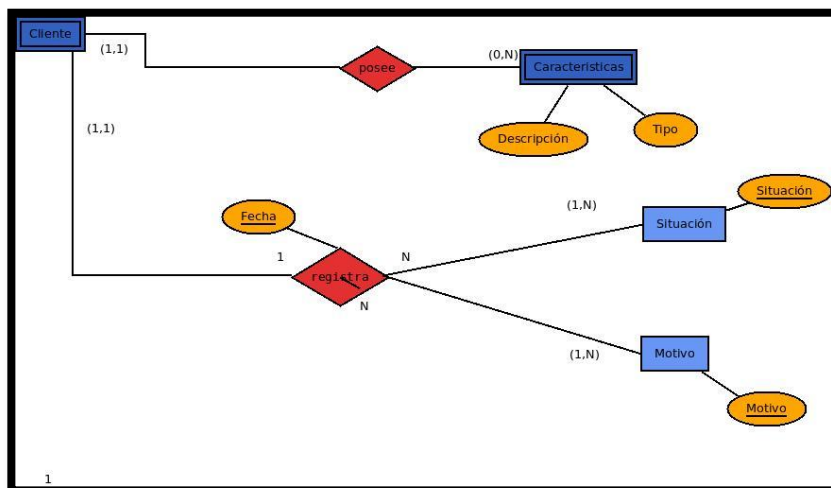 Cliente
(1,1)
posee
(0,N)
Caracteristicas
Descripción
Tipo
(1,1)
Fecha
(1,N)
Situación
Situación
1
N
registra
N
(1,N)
Motivo
Motivo
1